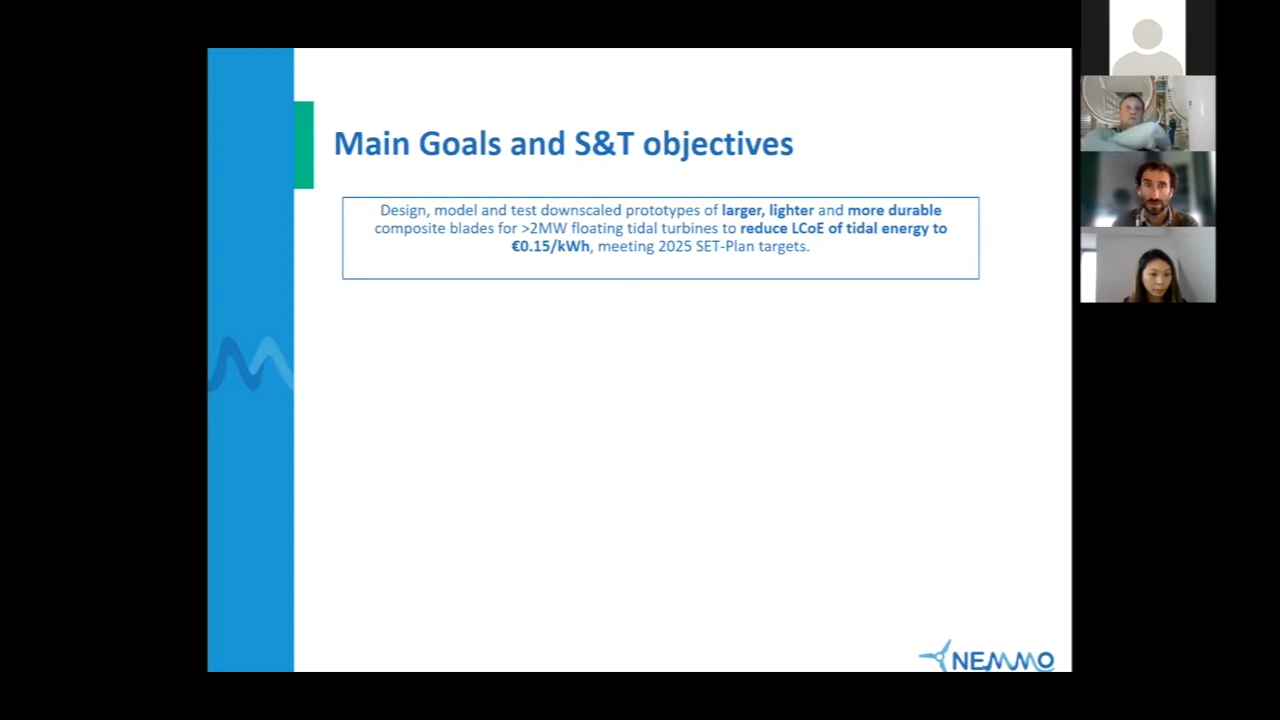 Main Goals and S&T objectives
Design, model and test downscaled prototypes of larger, lighter and more durable
composite blades for >2MW floating tidal turbines to reduce LCoE of tidal energy to
€0.15/kWh, meeting 2025 SET-Plan targets.
NEMMO